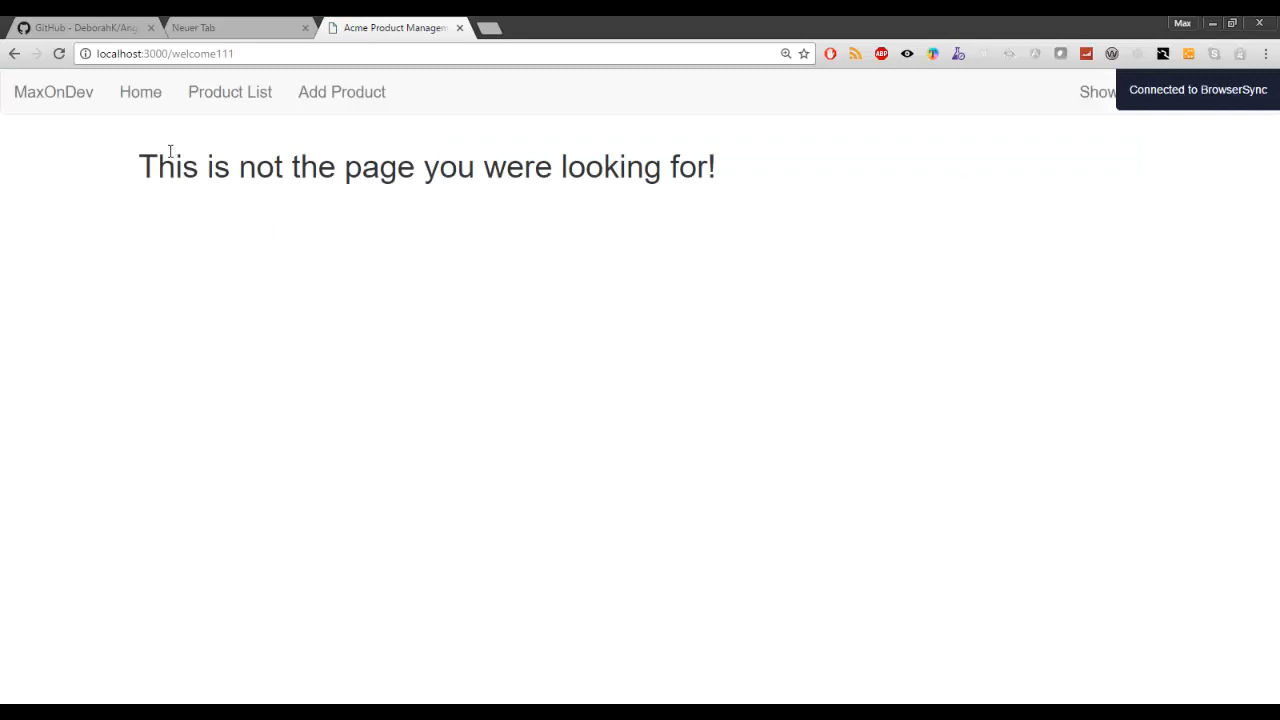 GitHub - DeborahK/Ang
Neuer Tab
Acme Product Managem
Max
localhost:3000/welcome111
ABP
MaxOnDev
Home
Product List
Add Product
Show
Connected to BrowserSync
This is not the page you were looking for!